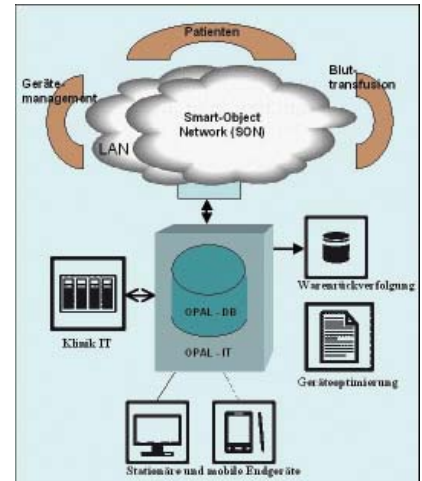 Patienten
Geräte-
management
Blut-
transfusion
Smart-Object
Network (SON)
LAN
Warenrückverfolgung
OPAL - DB
Klinik IT
OPAL - IT
Geräteoptimierung
Stationäre und mobile Endgeräte